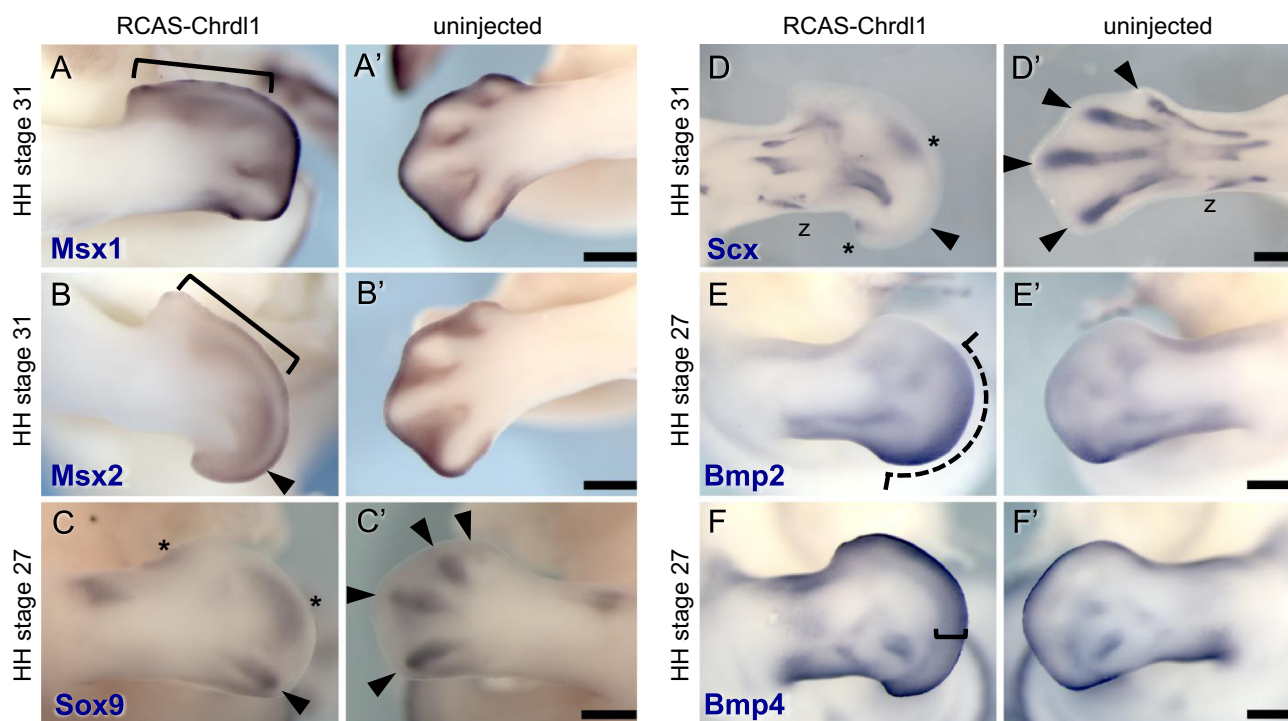 RCAS-Chrdl1 uninjected RCAS-Chrdl1 uninjected
HH stage 31 A A' HH stage 31 D * D'
Msx1 z * Scx z
HH stage 31 B B' HH stage 27 E E'
Msx2 Bmp2
HH stage 27 C * * C' HH stage 27 F F'
Sox9 Bmp4